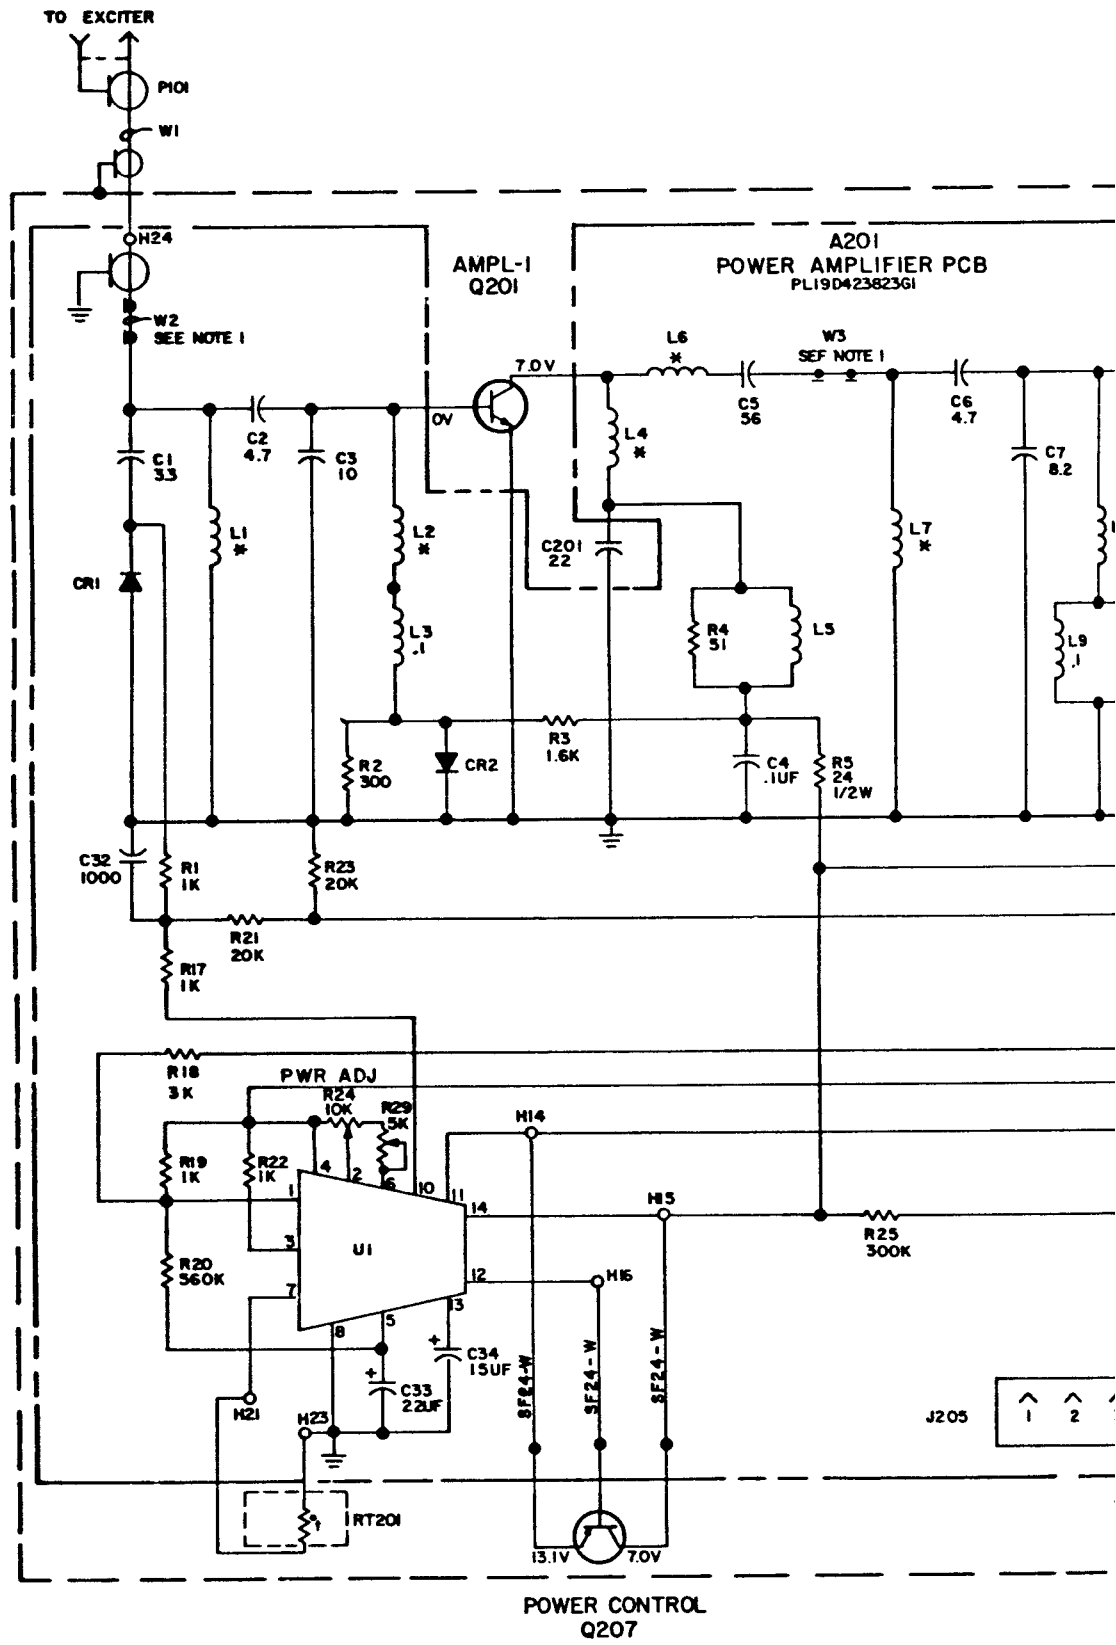 TO EXCITER
P101
W1
H24
W2
SEE NOTE 1
AMPL-1
Q201
A201
POWER AMPLIFIER PCB
PL19D423823G1
7.0V
0V
L6
*
C5
56
W3
SEF NOTE 1
C6
4.7
C1
33
L1
*
C2
4.7
C3
10
L2
*
L3
.1
L4
*
C201
22
L7
*
C7
8.2
CR1
R4
51
L5
L9
.1
R2
300
CR2
R3
1.6K
C4
.1UF
R5
24
1/2W
C32
1000
R1
1K
R23
20K
R21
20K
R17
1K
R18
3K
PWR ADJ
R24
10K
R29
5K
R19
1K
R22
1K
4
2
6
10
11
H14
1
14
H15
3
U1
R25
300K
R20
560K
12
H16
7
8
5
13
+
C34
15UF
+
C33
22UF
SF24-W
SF24-W
SF24-W
H21
H23
J205
1
2
RT201
°t
13.1V
7.0V
POWER CONTROL
Q207